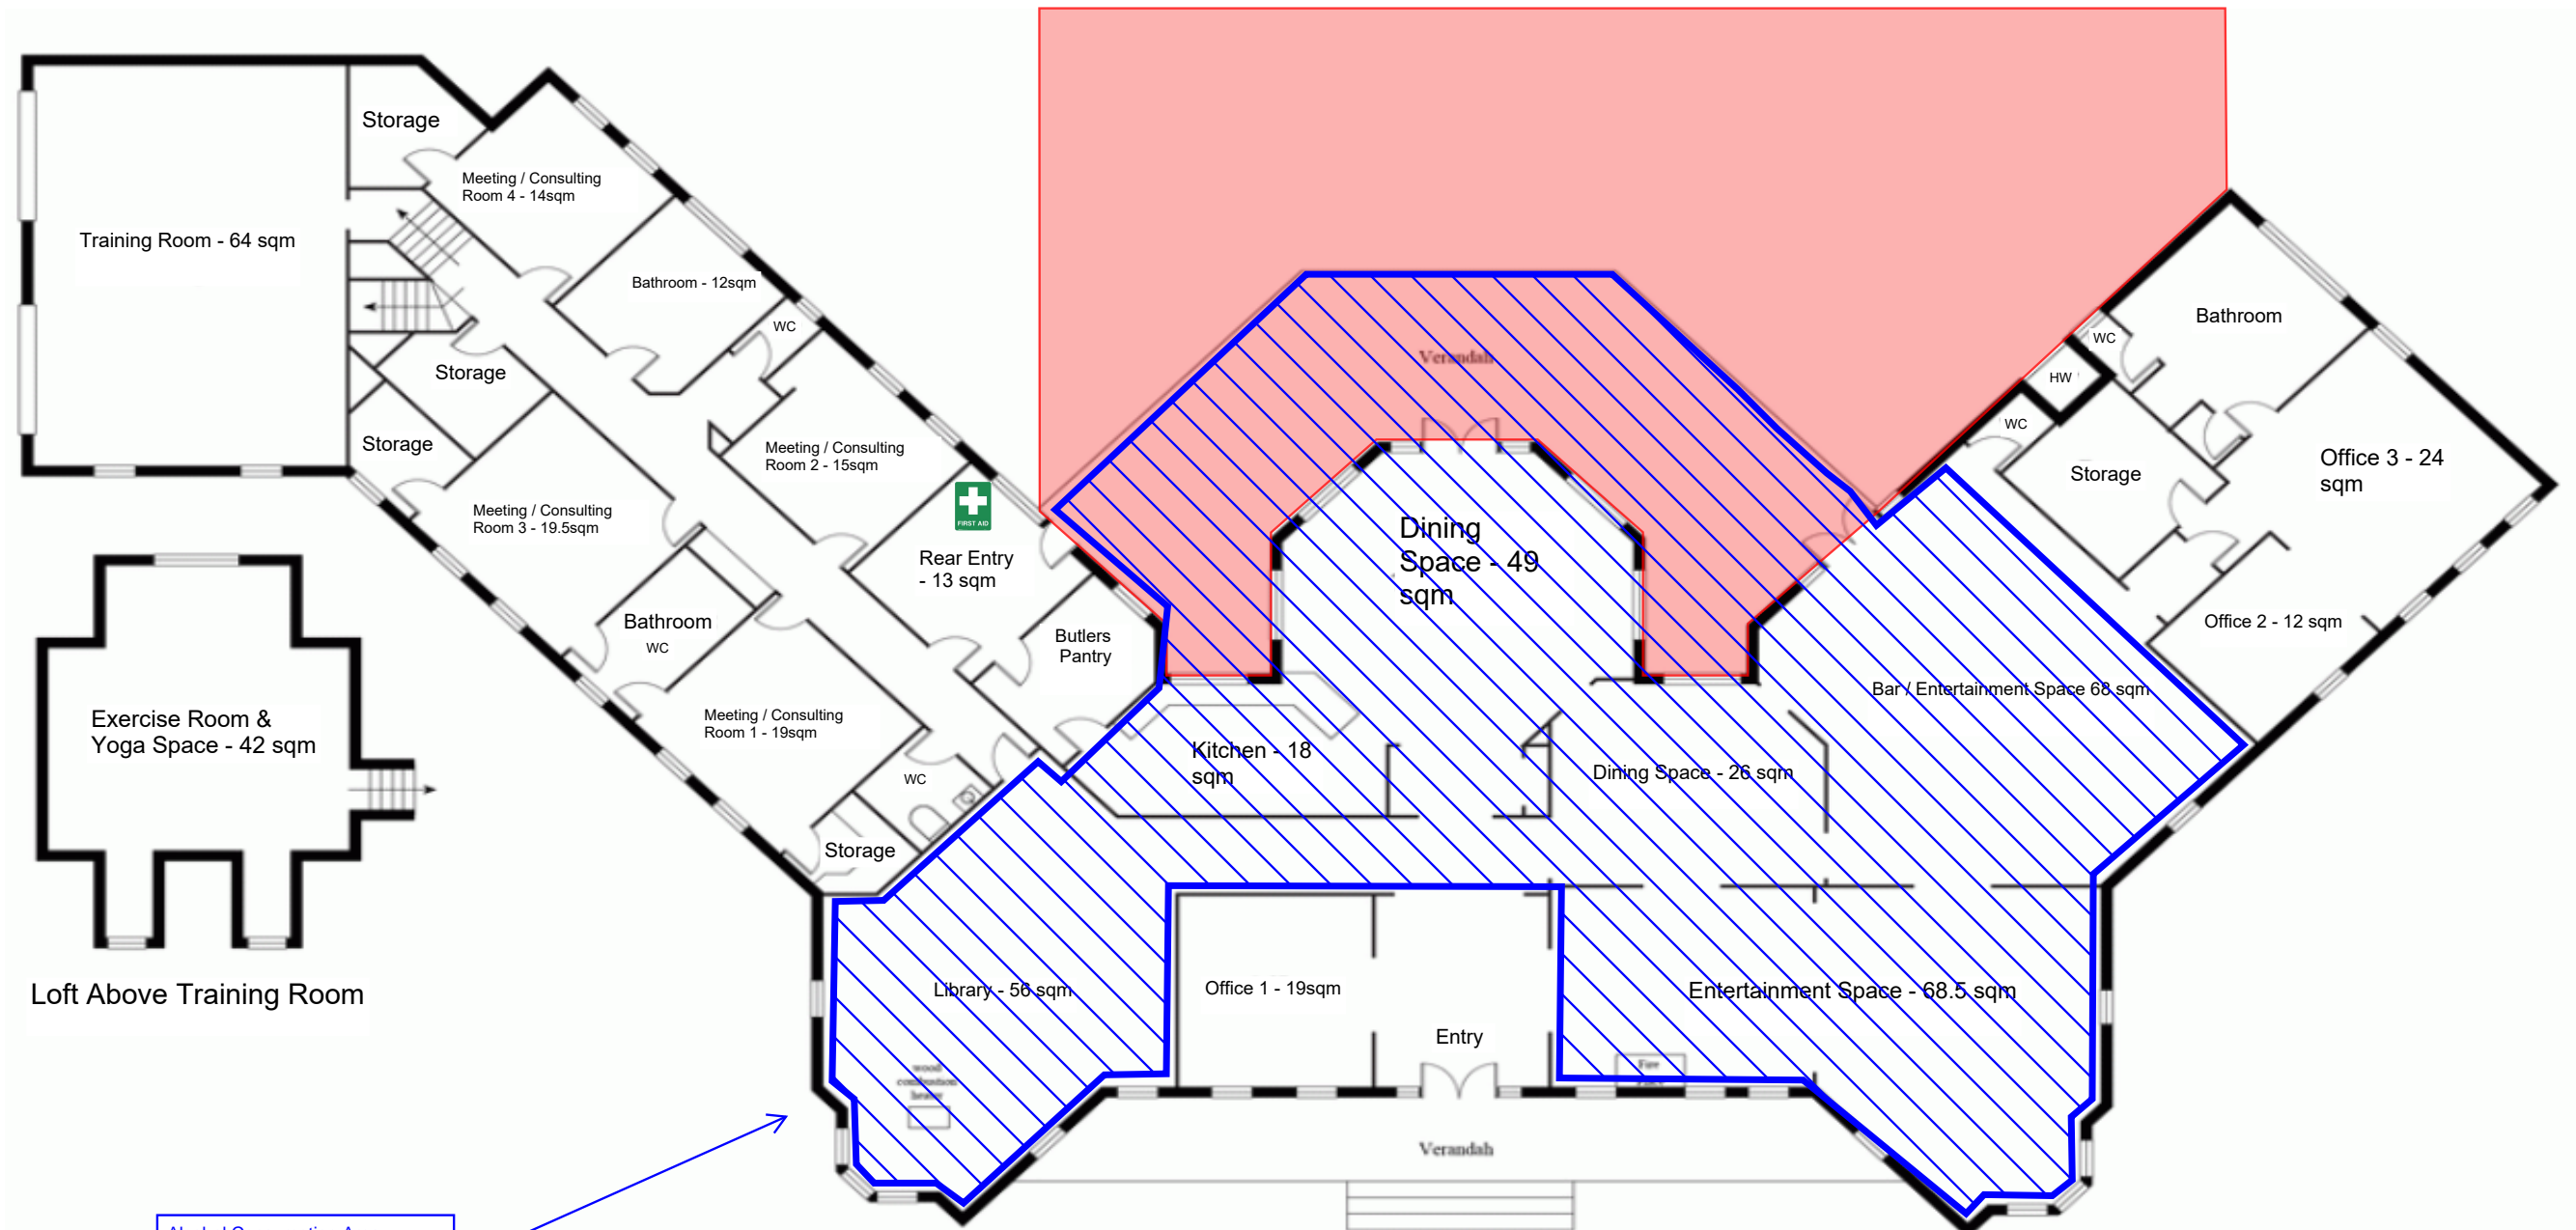 Storage
Meeting / Consulting
Room 4 - 14sqm
Training Room - 64 sqm
Bathroom - 12sqm
WC
Storage
Storage
Meeting / Consulting
Room 2 - 15sqm
Meeting / Consulting
Room 3 - 19.5sqm
FIRST AID
Rear Entry
- 13 sqm
Bathroom
WC
Butlers
Pantry
Meeting / Consulting
Room 1 - 19sqm
WC
Storage
Exercise Room &
Yoga Space - 42 sqm
Loft Above Training Room
Verandah
Dining
Space - 49
sqm
Kitchen - 18
sqm
Dining Space - 26 sqm
Bar / Entertainment Space 68 sqm
Bathroom
WC
HW
WC
Storage
Office 3 - 24
sqm
Office 2 - 12 sqm
Library - 56 sqm
wood
combustion
heater
Office 1 - 19sqm
Entry
Entertainment Space - 68.5 sqm
Fire
Verandah